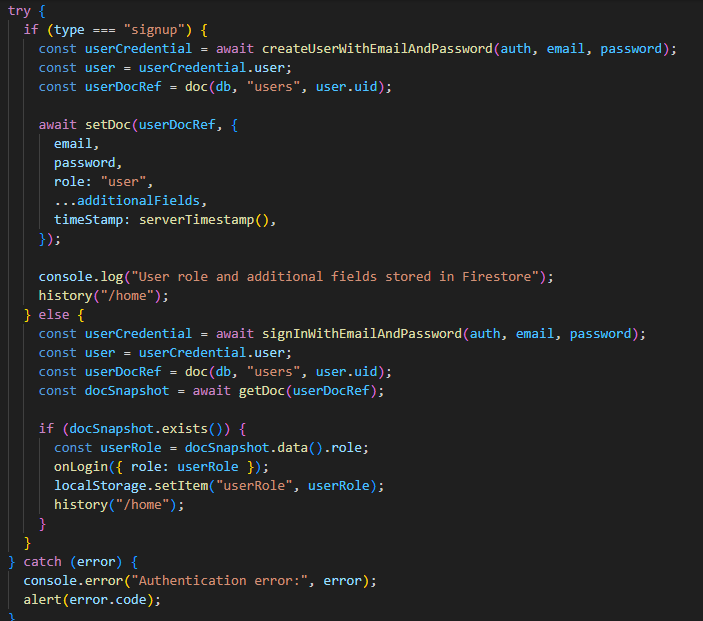 try {
if (type === "signup") {
const userCredential = await createUserWithEmailAndPassword(auth, email, password);
const user = userCredential.user;
const userDocRef = doc(db, "users", user.uid);
await setDoc(userDocRef, {
email,
password,
role: "user",
...additionalFields,
timeStamp: serverTimestamp(),
});
console.log("User role and additional fields stored in Firestore");
history("/home");
} else {
const userCredential = await signInWithEmailAndPassword(auth, email, password);
const user = userCredential.user;
const userDocRef = doc(db, "users", user.uid);
const docSnapshot = await getDoc(userDocRef);
if (docSnapshot.exists()) {
const userRole = docSnapshot.data().role;
onLogin({ role: userRole });
localStorage.setItem("userRole", userRole);
history("/home");
}
}
} catch (error) {
console.error("Authentication error:", error);
alert(error.code);
}